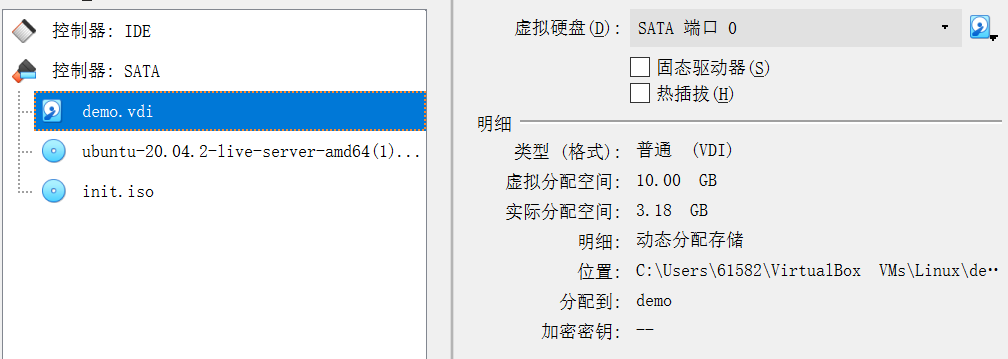 控制器: IDE
控制器: SATA
demo.vdi
ubuntu-20.04.2-live-server-amd64(1)...
init.iso
虚拟硬盘(D): SATA 端口 0
固态驱动器(S)
热插拔(H)
明细
类型 (格式): 普通 (VDI)
虚拟分配空间: 10.00 GB
实际分配空间: 3.18 GB
明细: 动态分配存储
位置: C:\Users\61582\VirtualBox VMs\Linux\de…
分配到: demo
加密密钥: --